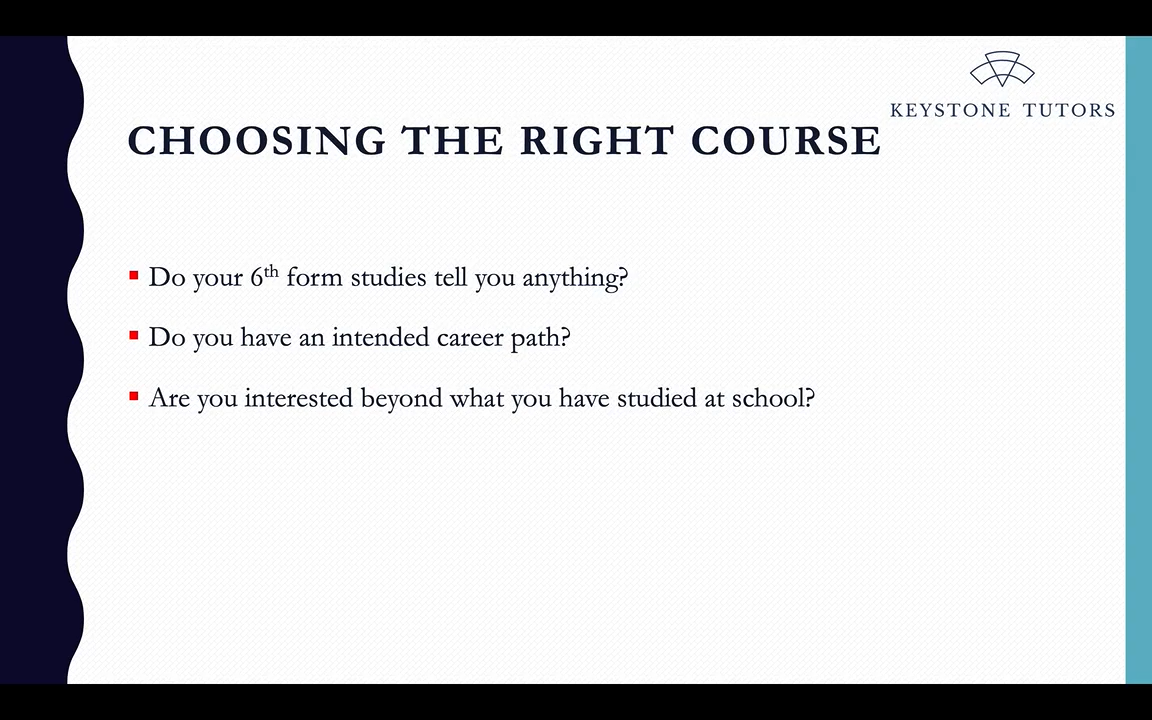 KEYSTONE TUTORS
CHOOSING THE RIGHT COURSE
Do your 6th form studies tell you anything?
Do you have an intended career path?
Are you interested beyond what you have studied at school?